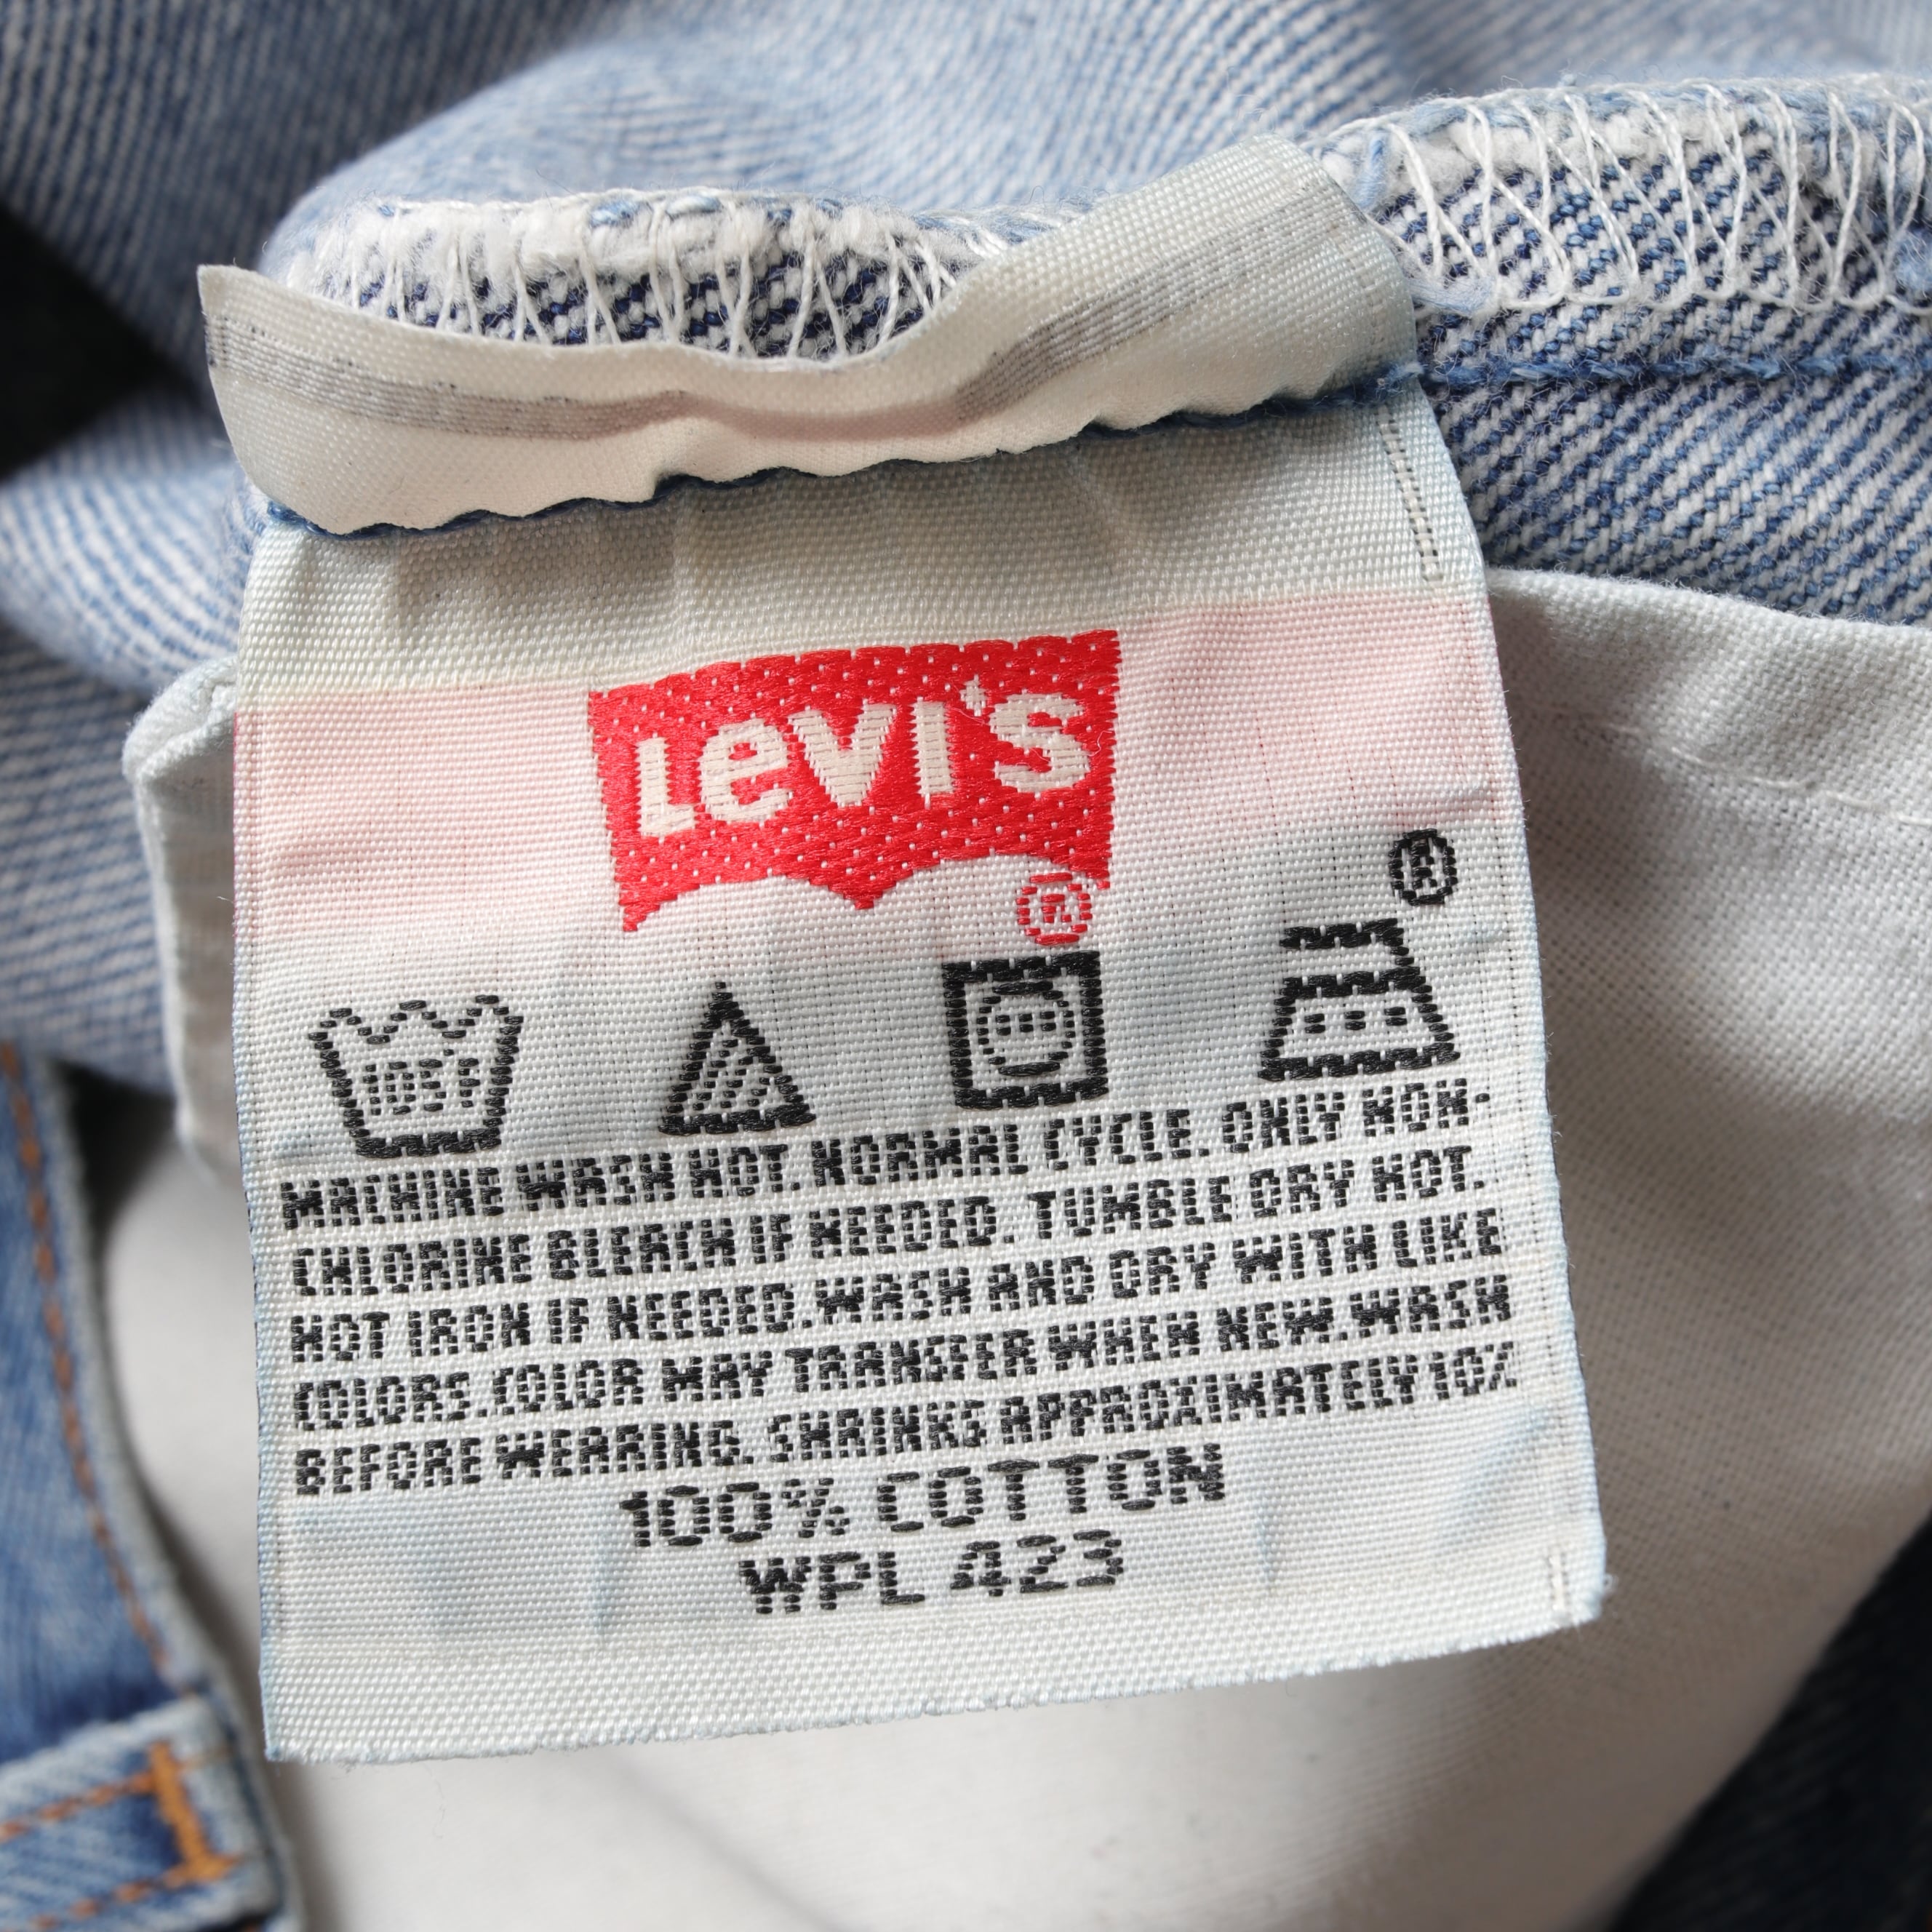 Levi's
®
®
105F
MACHINE WASH HOT. NORMAL CYCLE. ONLY NON-
CHLORINE BLEACH IF NEEDED. TUMBLE DRY HOT.
HOT IRON IF NEEDED. WASH AND DRY WITH LIKE
COLORS. COLOR MAY TRANSFER WHEN NEW. WASH
BEFORE WEARING. SHRINKS APPROXIMATELY 10%
100% COTTON
WPL 423